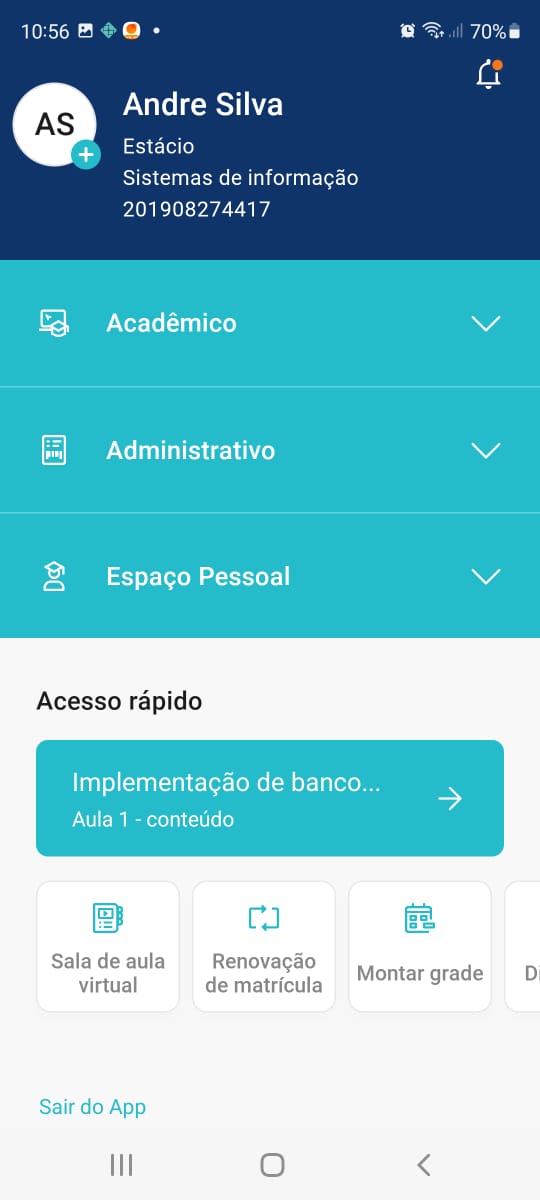 10:56
70%
AS
Andre Silva
Estácio
Sistemas de informação
201908274417
Acadêmico
Administrativo
Espaço Pessoal
Acesso rápido
Implementação de banco...
Aula 1 - conteúdo
Sala de aula
virtual
Renovação
de matrícula
Montar grade
Di
Sair do App